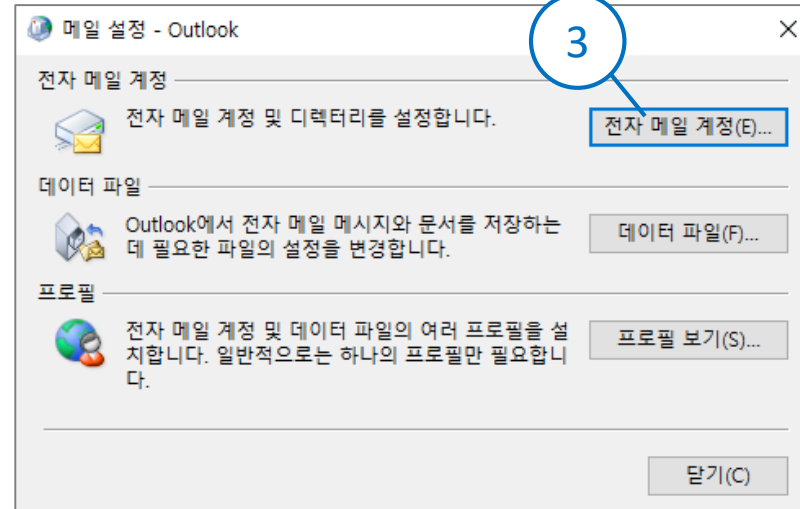 메일 설정 - Outlook
3
전자 메일 계정
전자 메일 계정 및 디렉터리를 설정합니다.
전자 메일 계정(E)...
데이터 파일
Outlook에서 전자 메일 메시지와 문서를 저장하는
데 필요한 파일의 설정을 변경합니다.
데이터 파일(F)...
프로필
전자 메일 계정 및 데이터 파일의 여러 프로필을 설
치합니다. 일반적으로는 하나의 프로필만 필요합니
다.
프로필 보기(S)...
닫기(C)